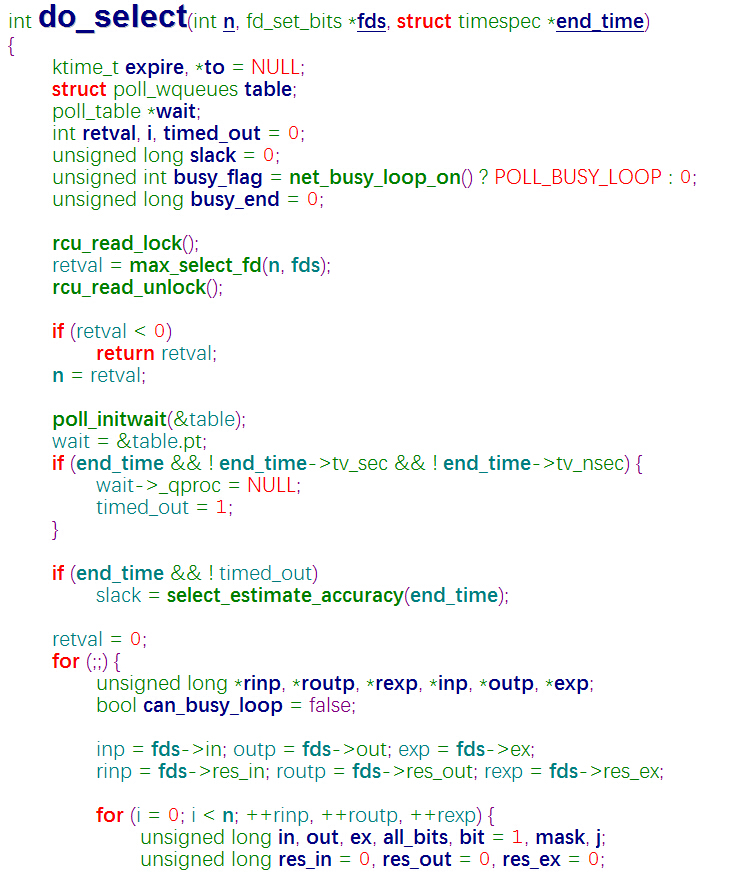 int do_select(int n, fd_set_bits *fds, struct timespec *end_time)
{
ktime_t expire, *to = NULL;
struct poll_wqueues table;
poll_table *wait;
int retval, i, timed_out = 0;
unsigned long slack = 0;
unsigned int busy_flag = net_busy_loop_on() ? POLL_BUSY_LOOP : 0;
unsigned long busy_end = 0;
rcu_read_lock();
retval = max_select_fd(n, fds);
rcu_read_unlock();
if (retval < 0)
return retval;
n = retval;
poll_initwait(&table);
wait = &table.pt;
if (end_time && ! end_time->tv_sec && ! end_time->tv_nsec) {
wait->_qproc = NULL;
timed_out = 1;
}
if (end_time && ! timed_out)
slack = select_estimate_accuracy(end_time);
retval = 0;
for (;;) {
unsigned long *rinp, *routp, *rexp, *inp, *outp, *exp;
bool can_busy_loop = false;
inp = fds->in; outp = fds->out; exp = fds->ex;
rinp = fds->res_in; routp = fds->res_out; rexp = fds->res_ex;
for (i = 0; i < n; ++rinp, ++routp, ++rexp) {
unsigned long in, out, ex, all_bits, bit = 1, mask, j;
unsigned long res_in = 0, res_out = 0, res_ex = 0;